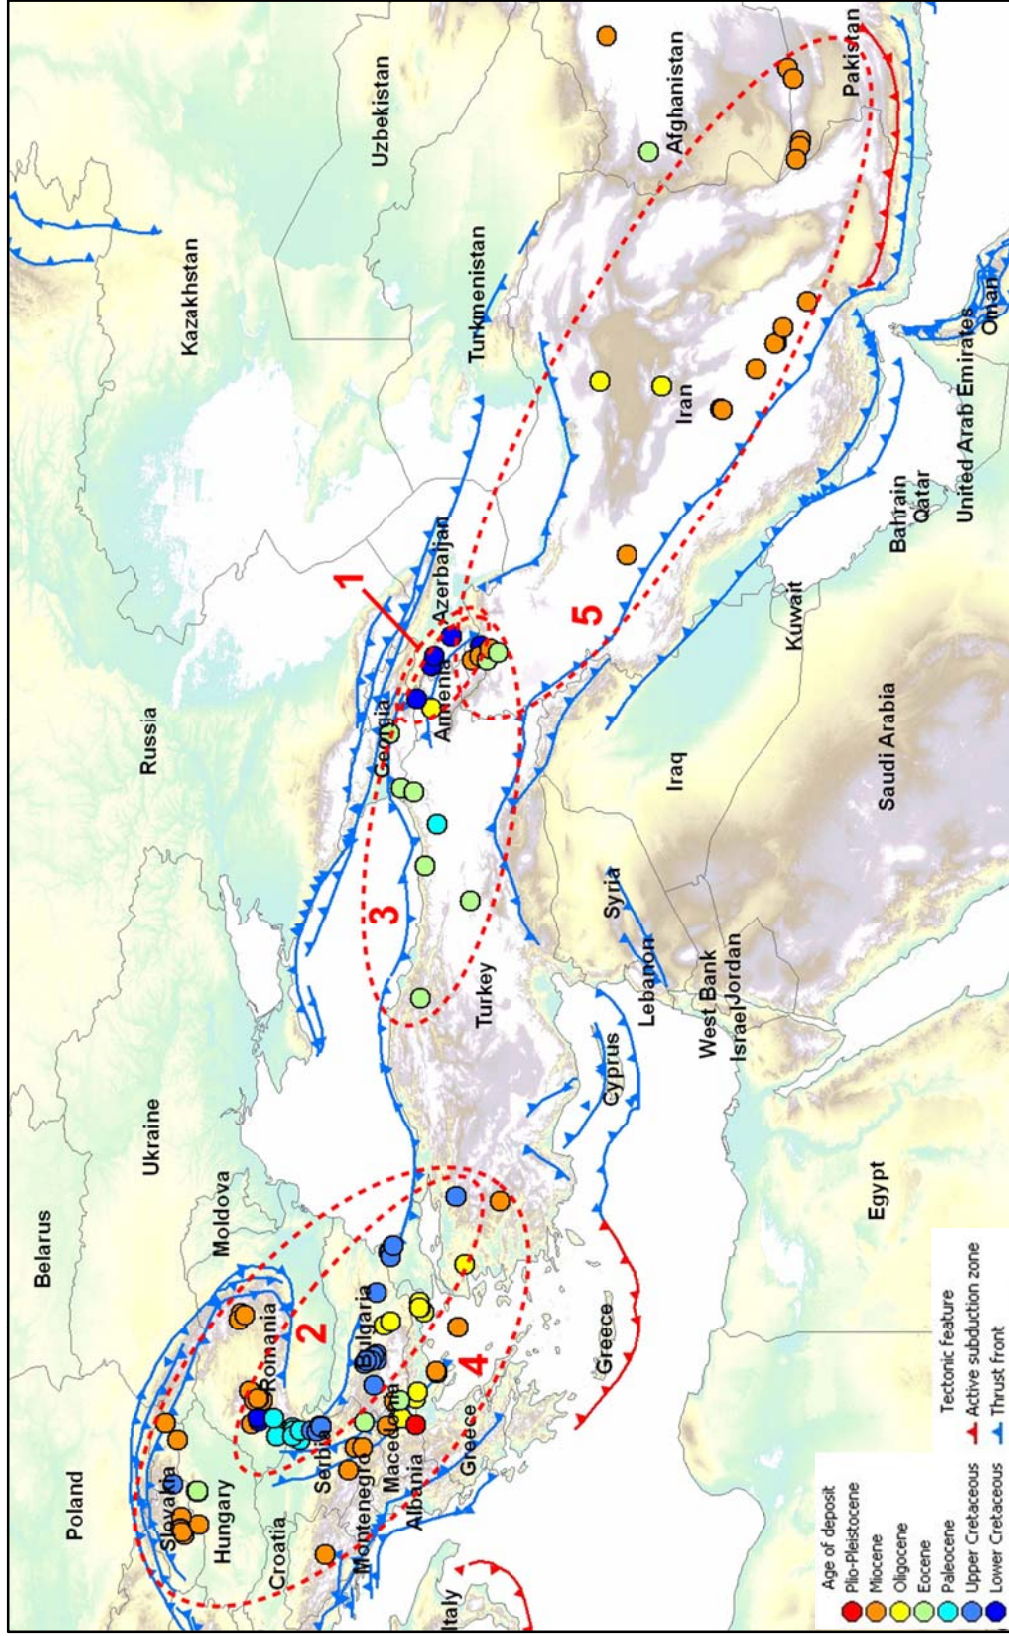 Belarus
Poland
Ukraine
Russia
Kazakhstan
Uzbekistan
Moldova
Slovakia
Hungary
Romania
Croatia
Serbia
2
Georgia
1
Azerbaijan
Armenia
Turkmenistan
Bulgaria
Montenegro
Macedonia
Albania
3
4
Italy
Greece
Greece
Turkey
5
Iran
Afghanistan
Pakistan
Cyprus
Syria
Lebanon
West Bank
Israel
Jordan
Iraq
Kuwait
Bahrain
Qatar
United Arab Emirates
Oman
Egypt
Saudi Arabia
Age of deposit
Plio-Pleistocene
Miocene
Oligocene
Eocene
Paleocene
Upper Cretaceous
Lower Cretaceous
Tectonic feature
Active subduction zone
Thrust front